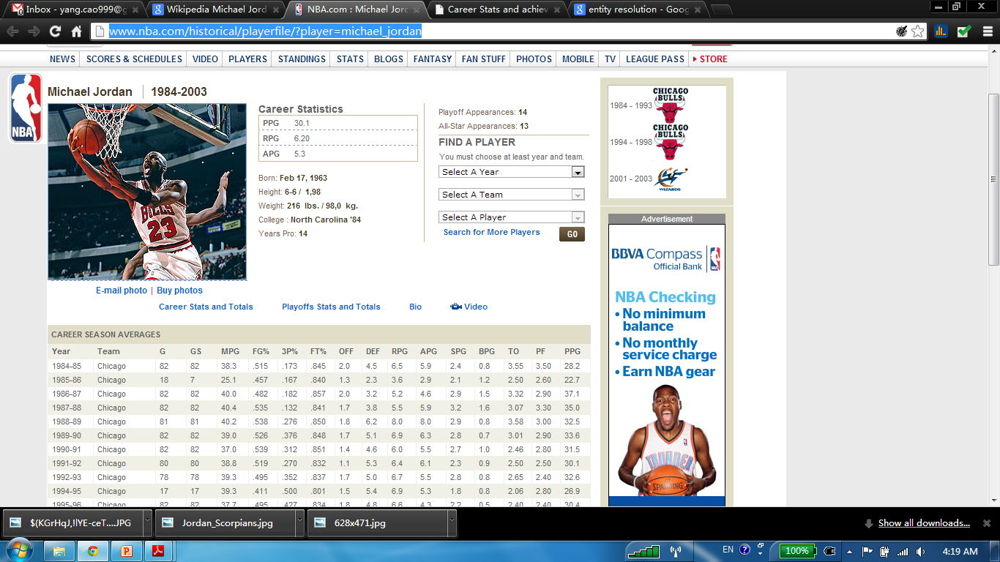 Inbox - yang.cao999@g
Wikipedia Michael Jord
NBA.com : Michael Jord
Career Stats and achiev
entity resolution - Goog
www.nba.com/historical/playerfile/?player=michael_jordan
NEWS SCORES & SCHEDULES VIDEO PLAYERS STANDINGS STATS BLOGS FANTASY FAN STUFF PHOTOS MOBILE TV LEAGUE PASS STORE
NBA
Michael Jordan | 1984-2003
BULLS
23
E-mail photo | Buy photos
Career Statistics
PPG 30.1
RPG 6.20
APG 5.3
Born: Feb 17, 1963
Height: 6-6 / 1,98
Weight: 216 lbs. / 98,0 kg.
College : North Carolina '84
Years Pro: 14
Playoff Appearances: 14
All-Star Appearances: 13
FIND A PLAYER
You must choose at least year and team.
Select A Year
Select A Team
Select A Player
Search for More Players GO
Career Stats and Totals Playoffs Stats and Totals Bio Video
CAREER SEASON AVERAGES
Year Team G GS MPG FG% 3P% FT% OFF DEF RPG APG SPG BPG TO PF PPG
1984-85 Chicago 82 82 38.3 .515 .173 .845 2.0 4.5 6.5 5.9 2.4 0.8 3.55 3.50 28.2
1985-86 Chicago 18 7 25.1 .457 .167 .840 1.3 2.3 3.6 2.9 2.1 1.2 2.50 2.60 22.7
1986-87 Chicago 82 82 40.0 .482 .182 .857 2.0 3.2 5.2 4.6 2.9 1.5 3.32 2.90 37.1
1987-88 Chicago 82 82 40.4 .535 .132 .841 1.7 3.8 5.5 5.9 3.2 1.6 3.07 3.30 35.0
1988-89 Chicago 81 81 40.2 .538 .276 .850 1.8 6.2 8.0 8.0 2.9 0.8 3.58 3.00 32.5
1989-90 Chicago 82 82 39.0 .526 .376 .848 1.7 5.1 6.9 6.3 2.8 0.7 3.01 2.90 33.6
1990-91 Chicago 82 82 37.0 .539 .312 .851 1.4 4.6 6.0 5.5 2.7 1.0 2.46 2.80 31.5
1991-92 Chicago 80 80 38.8 .519 .270 .832 1.1 5.3 6.4 6.1 2.3 0.9 2.50 2.50 30.1
1992-93 Chicago 78 78 39.3 .495 .352 .837 1.7 5.0 6.7 5.5 2.8 0.8 2.65 2.40 32.6
1994-95 Chicago 17 17 39.3 .411 .500 .801 1.5 5.4 6.9 5.3 1.8 0.8 2.06 2.80 26.9
1995-96 Chicago 82 82 37.7 .495 .427 .834 1.8 4.8 6.6 4.3 2.2 0.5 2.40 2.40 30.4
CHICAGO
BULLS
1984 - 1993
CHICAGO
BULLS
1994 - 1998
2001 - 2003
WIZARDS
Advertisement
BBVA Compass
Official Bank
NBA Checking
• No minimum
balance
• No monthly
service charge
• Earn NBA gear
THUNDER
SPALDING
$(KGrHqJ,!lYE-ceT....JPG
Jordan_Scorpians.jpg
628x471.jpg
Show all downloads...
EN
100%
4:19 AM